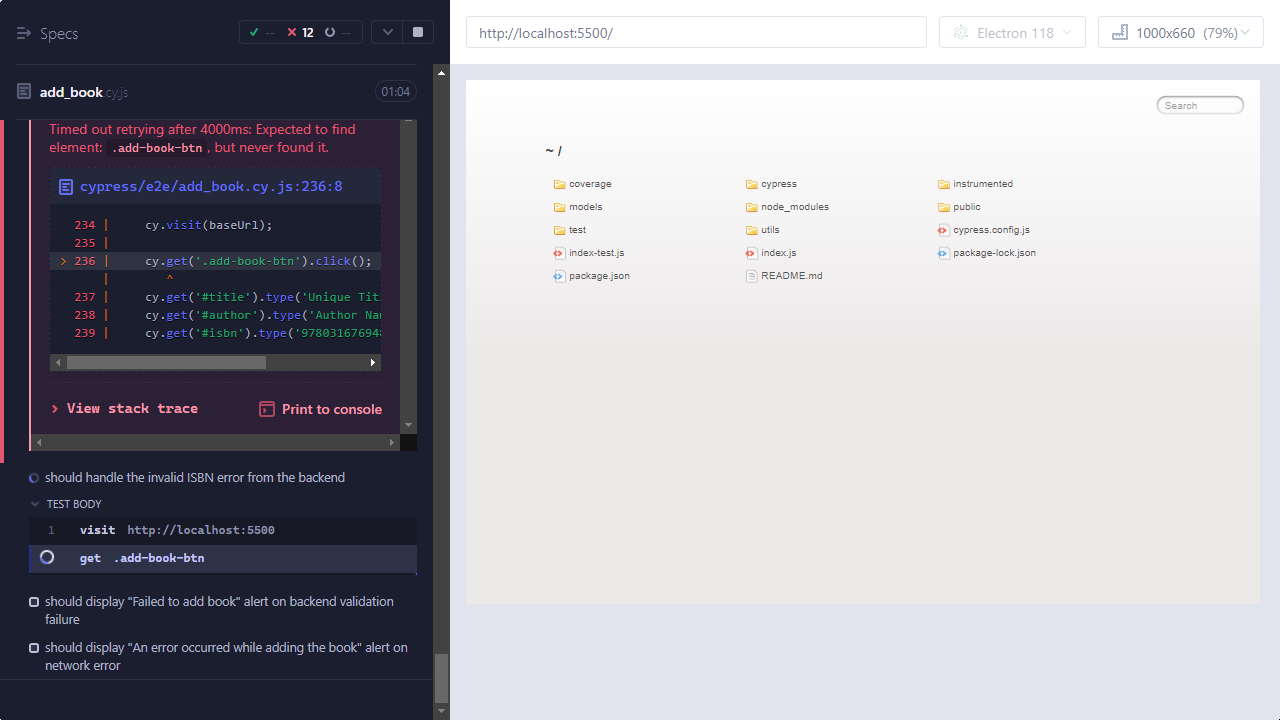 Specs
-- 12 --
add_book.cy.js
01:04
Timed out retrying after 4000ms: Expected to find
element: .add-book-btn, but never found it.
cypress/e2e/add_book.cy.js:236:8
234 | cy.visit(baseUrl);
235 |
> 236 | cy.get('.add-book-btn').click();
| ^
237 | cy.get('#title').type('Unique Titl
238 | cy.get('#author').type('Author Nam
239 | cy.get('#isbn').type('978031676948
View stack trace
Print to console
should handle the invalid ISBN error from the backend
TEST BODY
1 visit http://localhost:5500
get .add-book-btn
should display "Failed to add book" alert on backend validation
failure
should display "An error occurred while adding the book" alert on
network error
http://localhost:5500/
Electron 118
1000x660 (79%)
Search
~ /
coverage
cypress
instrumented
models
node_modules
public
test
utils
cypress.config.js
index-test.js
index.js
package-lock.json
package.json
README.md